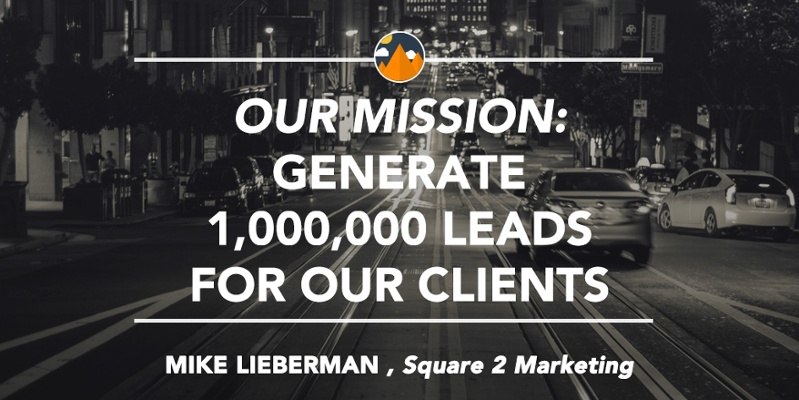 OUR MISSION:
GENERATE
1,000,000 LEADS
FOR OUR CLIENTS
MIKE LIEBERMAN , Square 2 Marketing